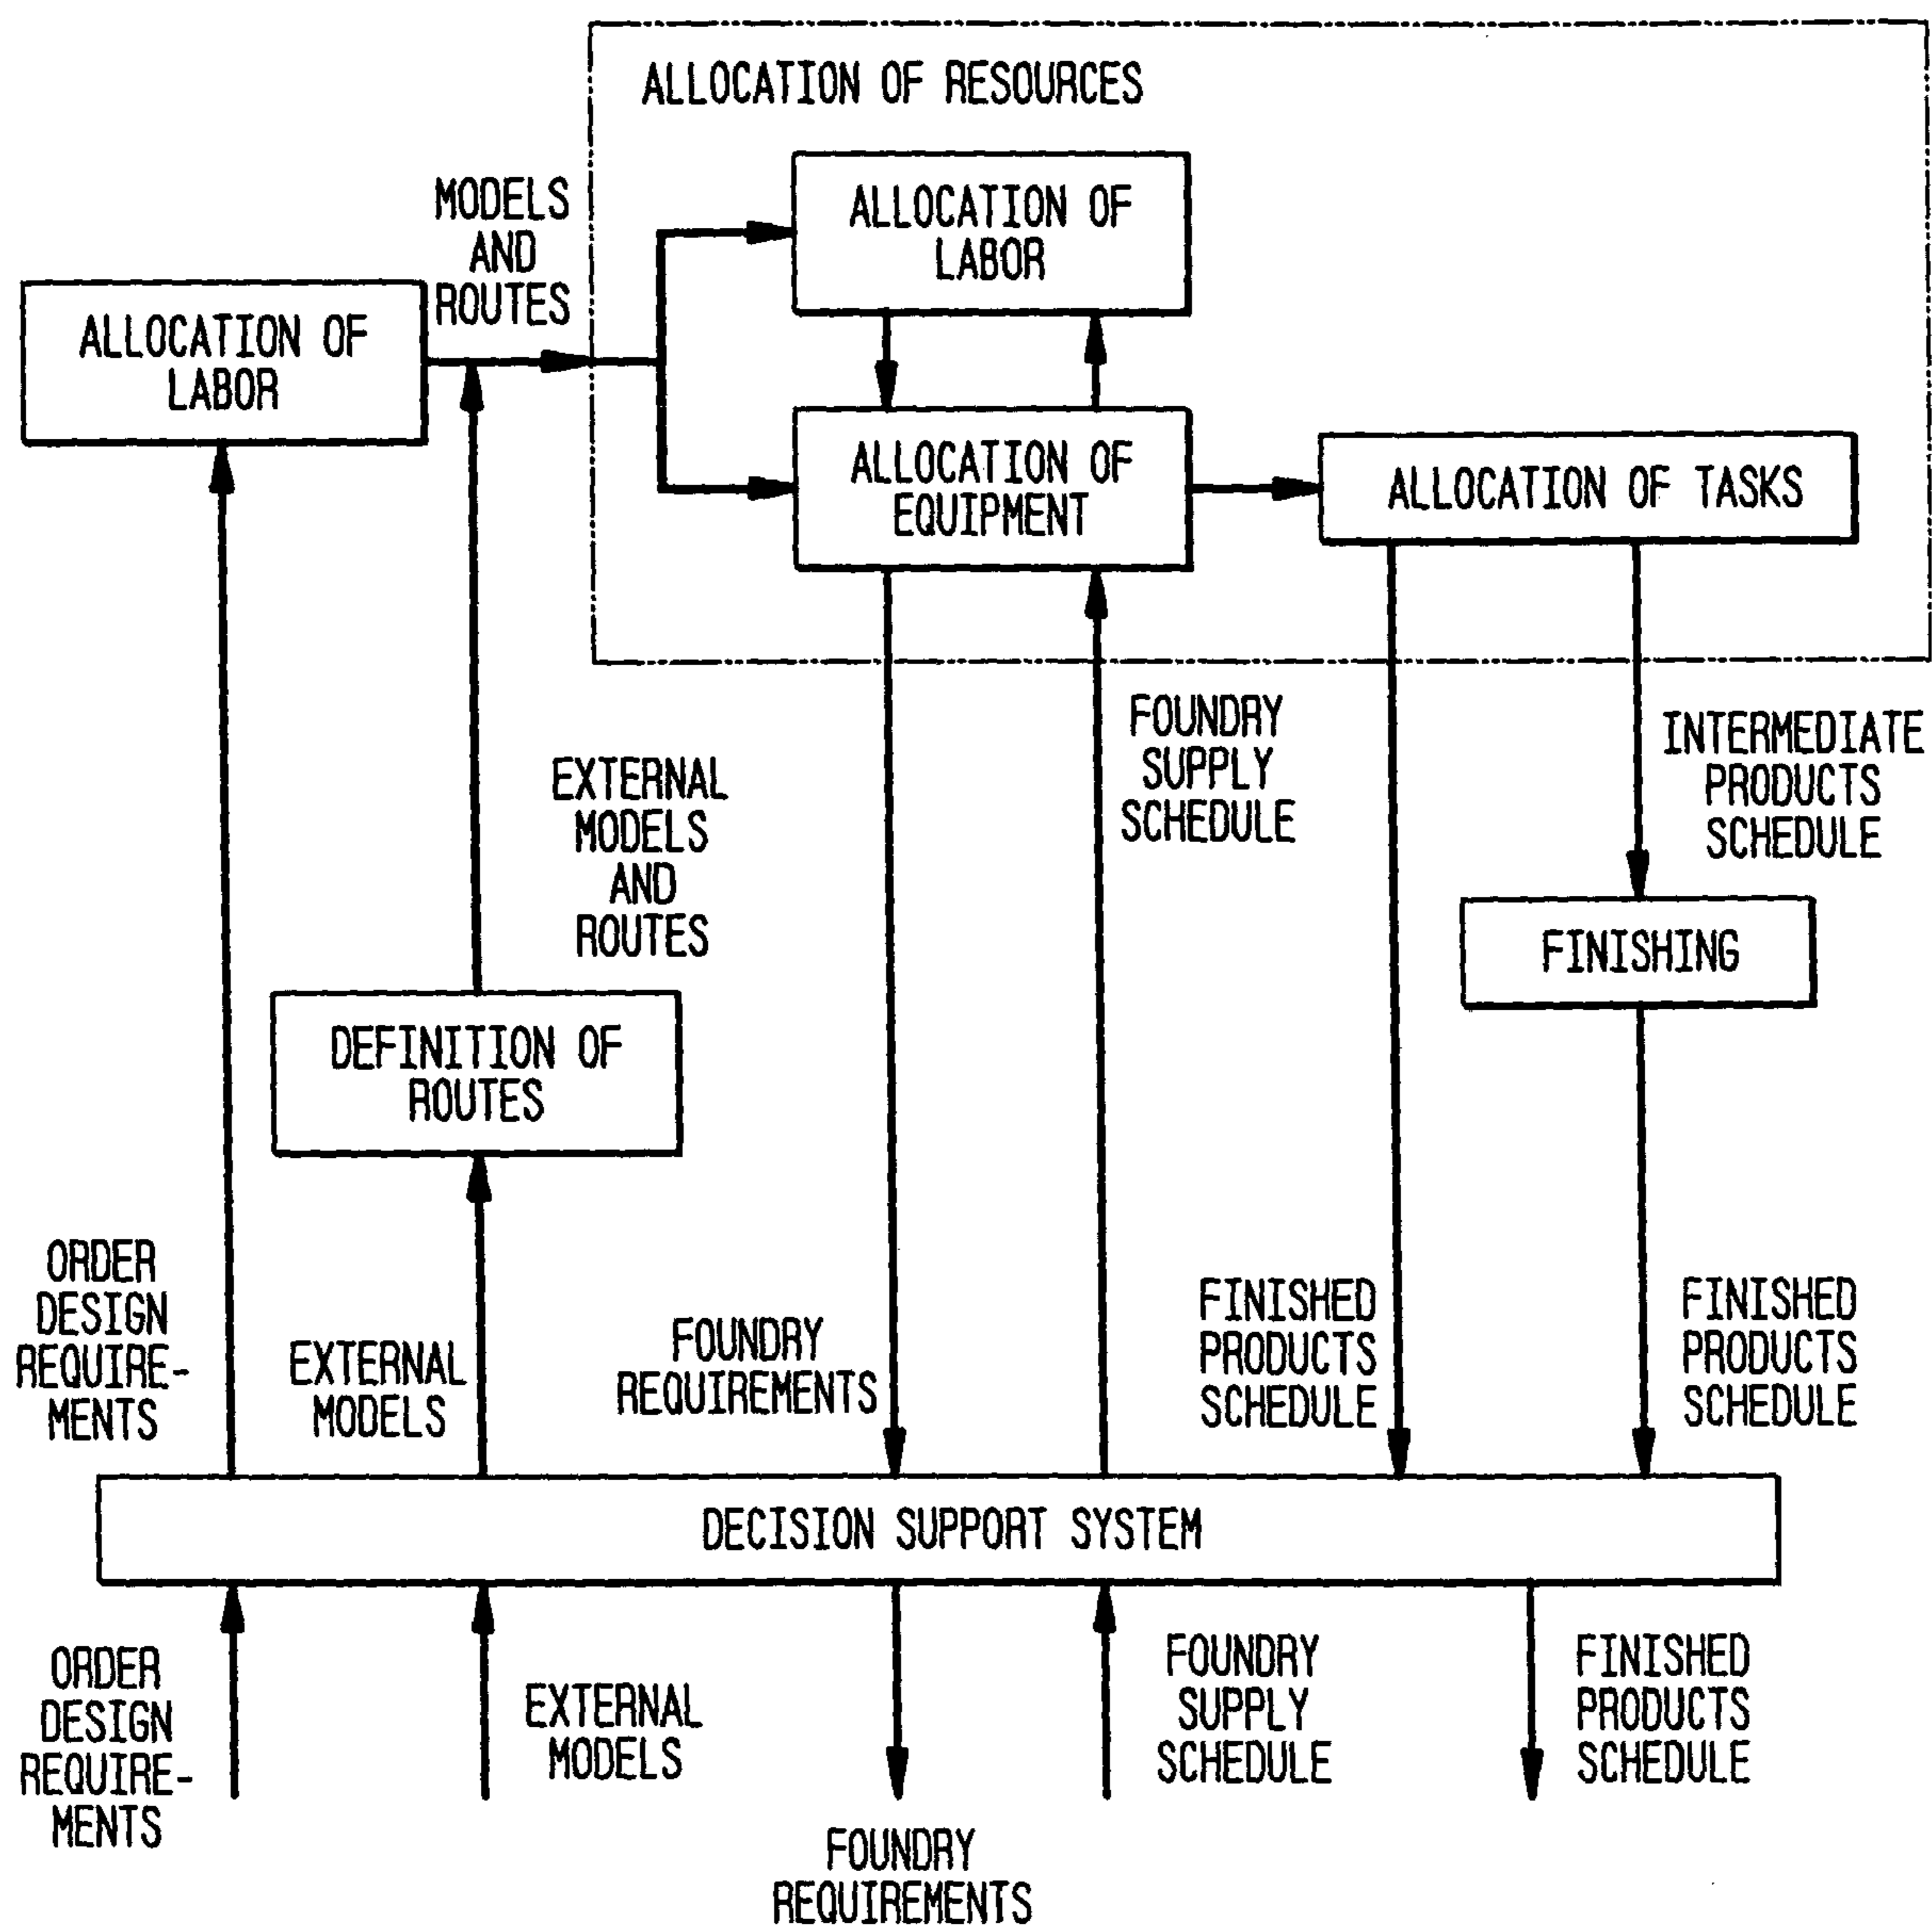 ALLOCATION OF RESOURCES
ALLOCATION OF
LABOR
MODELS
AND
ROUTES
ALLOCATION OF
LABOR
ALLOCATION OF
EQUIPMENT
ALLOCATION OF TASKS
FOUNDRY
SUPPLY
SCHEDULE
INTERMEDIATE
PRODUCTS
SCHEDULE
EXTERNAL
MODELS
AND
ROUTES
FINISHING
DEFINITION OF
ROUTES
ORDER
DESIGN
REQUIRE-
MENTS
EXTERNAL
MODELS
FOUNDRY
REQUIREMENTS
FINISHED
PRODUCTS
SCHEDULE
FINISHED
PRODUCTS
SCHEDULE
DECISION SUPPORT SYSTEM
ORDER
DESIGN
REQUIRE-
MENTS
EXTERNAL
MODELS
FOUNDRY
REQUIREMENTS
FOUNDRY
SUPPLY
SCHEDULE
FINISHED
PRODUCTS
SCHEDULE